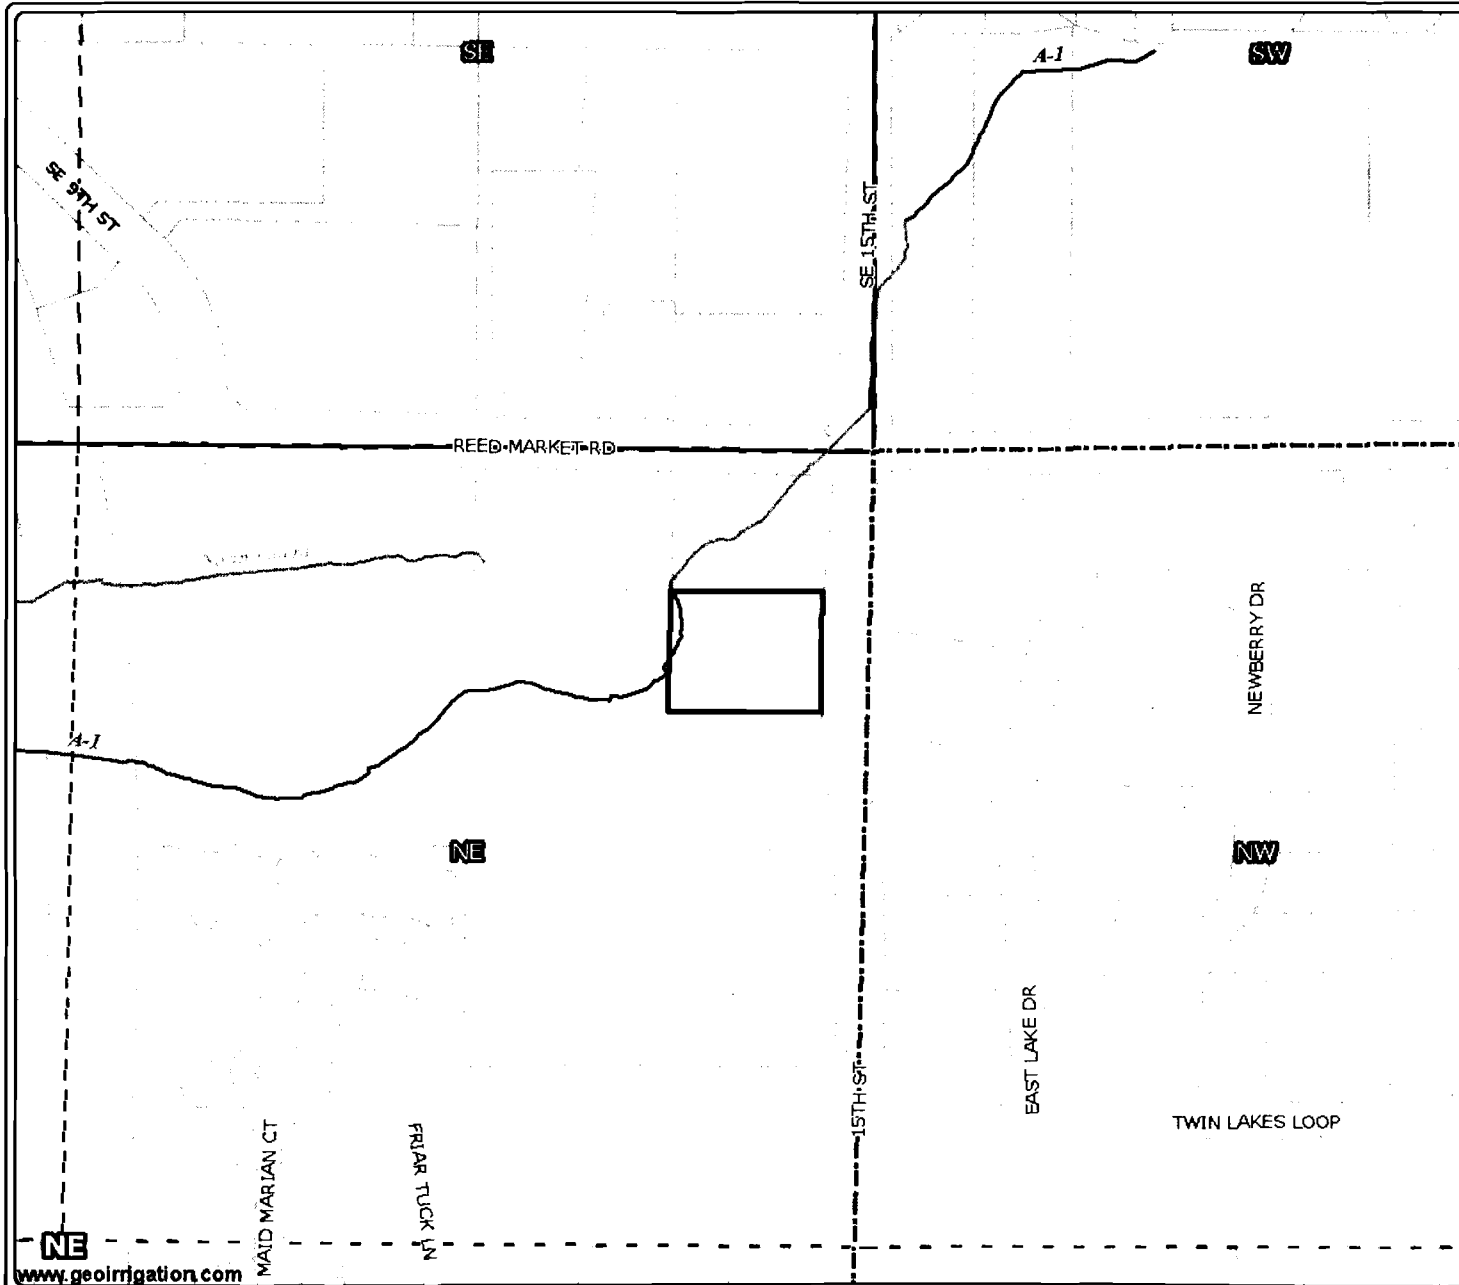 SE
A-1
SW
SE 9TH ST
SE 15TH ST
REED MARKET RD
NEWBERRY DR
A-1
NE
NW
EAST LAKE DR
15TH ST
TWIN LAKES LOOP
MAID MARIAN CT
FRIAR TUCK LN
NE
www.geoirrigation.com